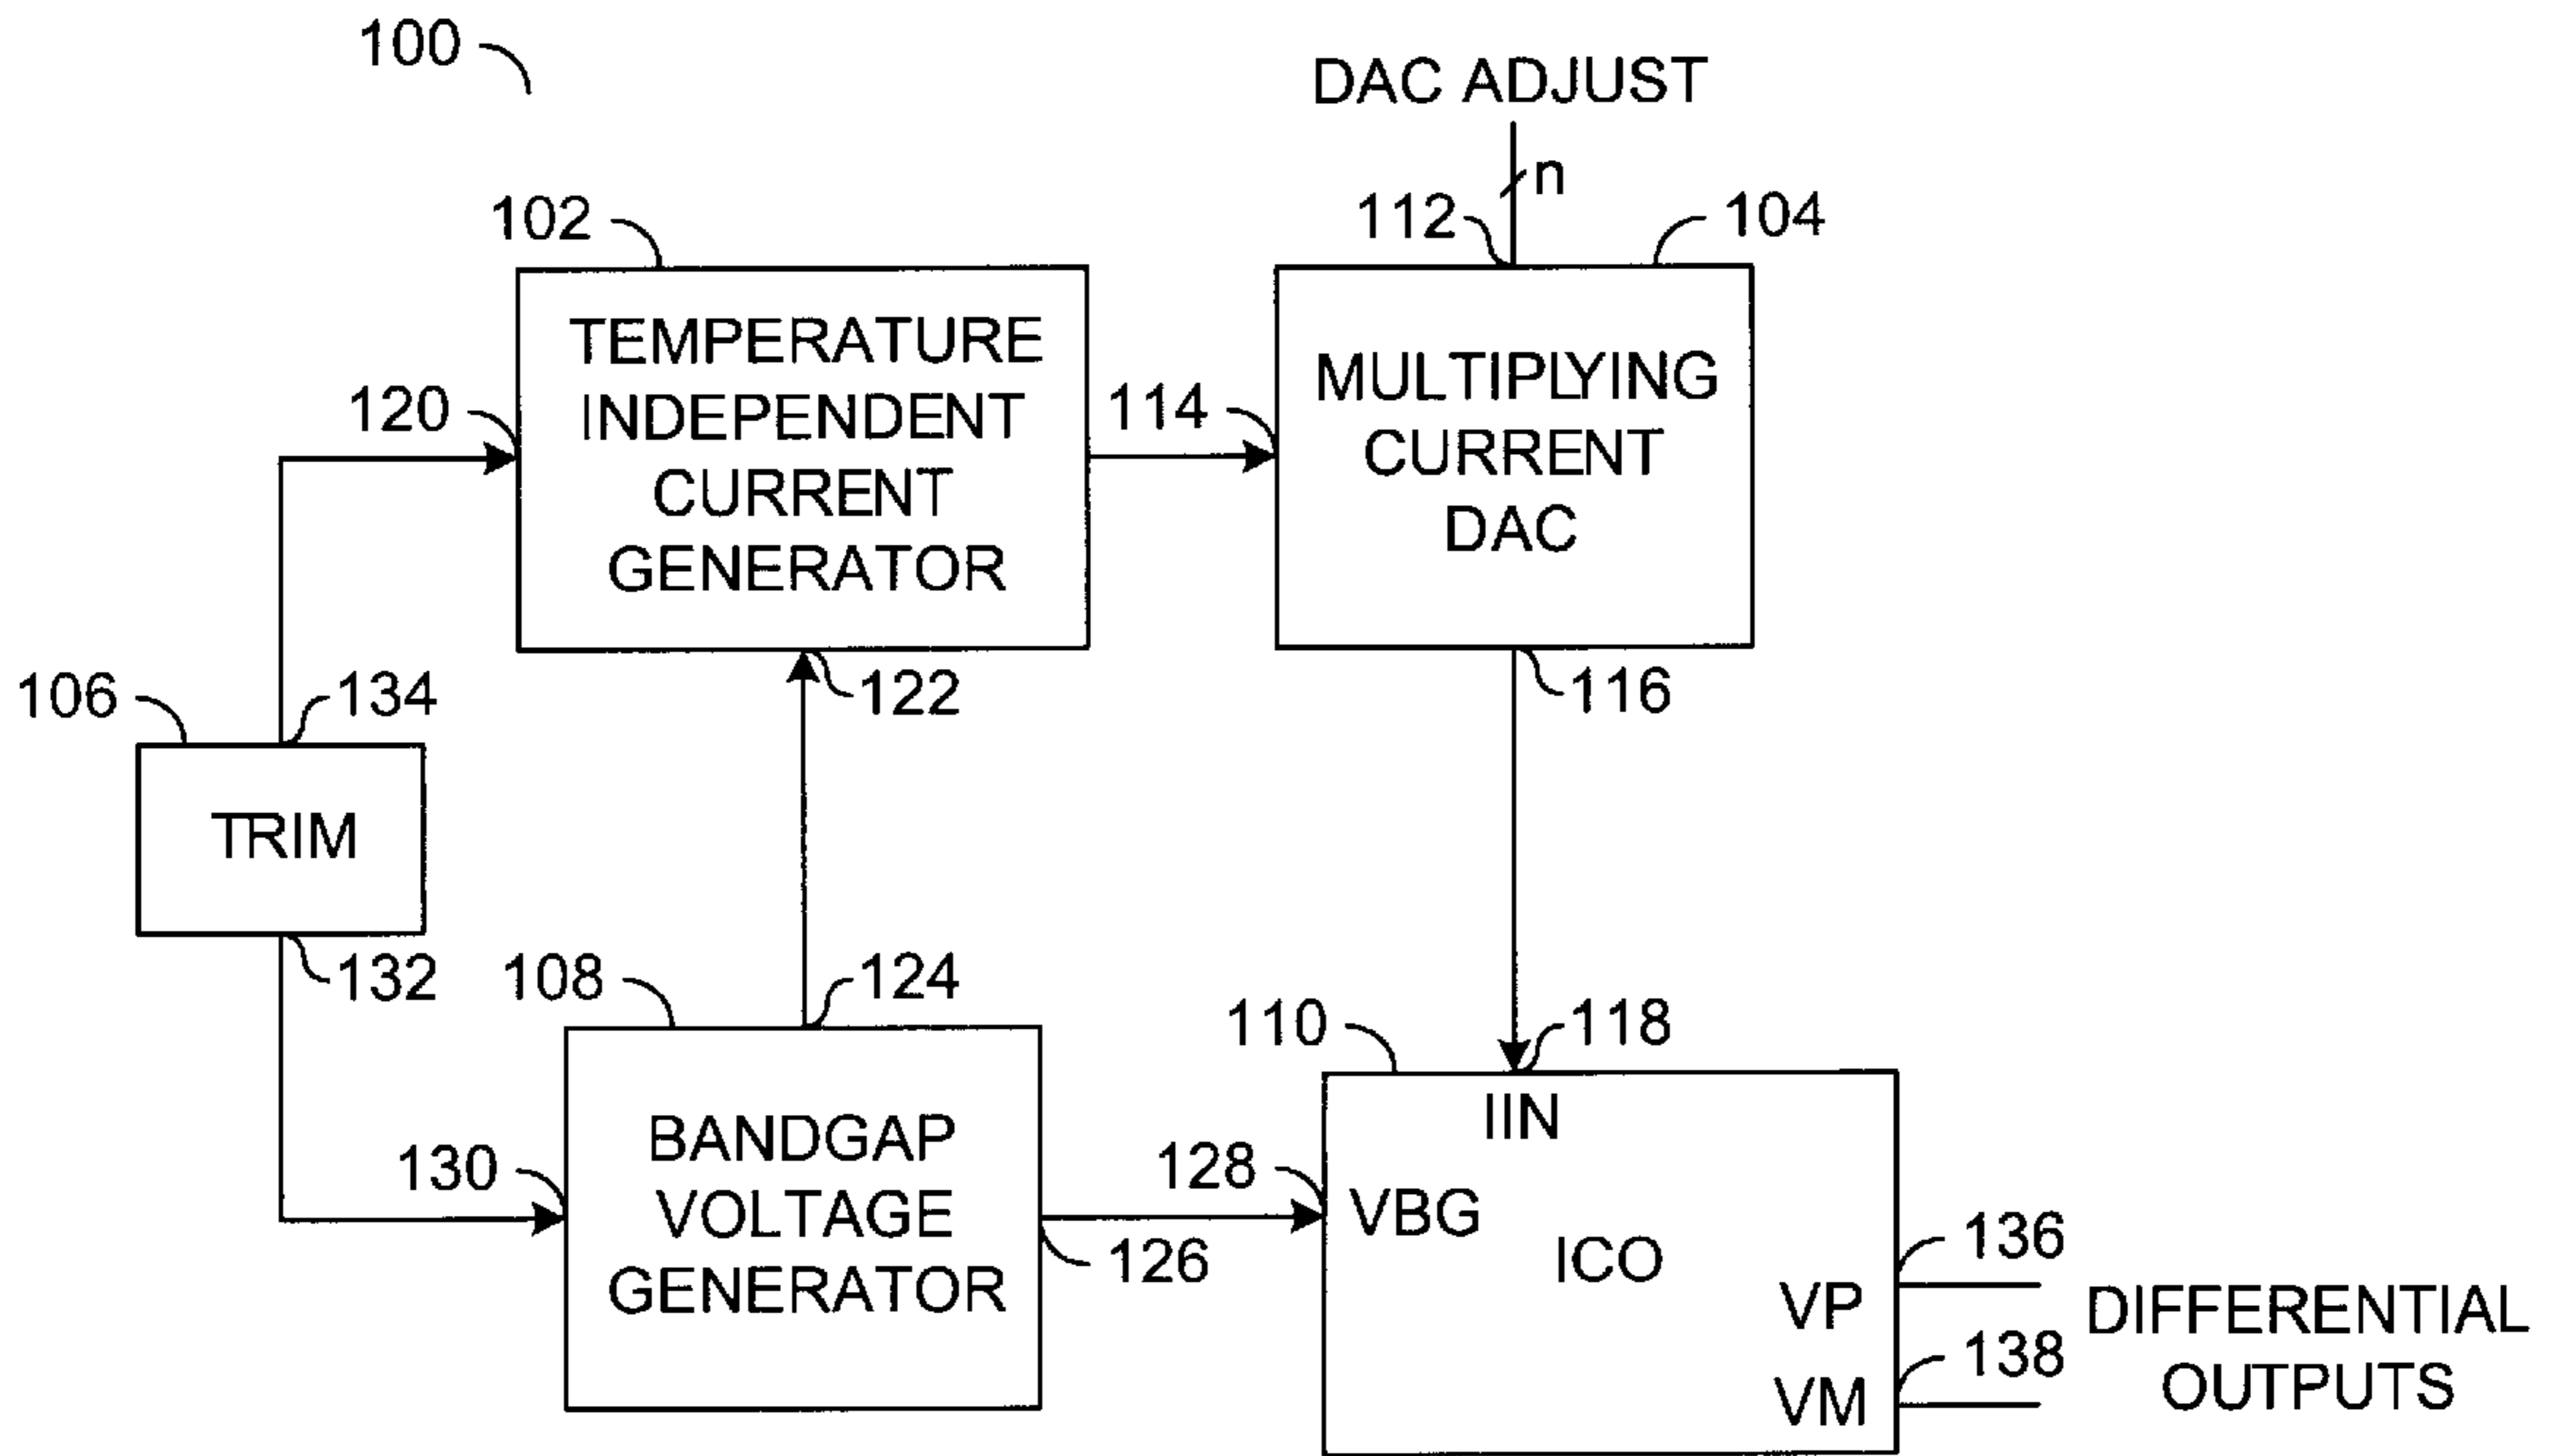 100
DAC ADJUST
n
102
112
104
TEMPERATURE
INDEPENDENT
CURRENT
GENERATOR
120
114
MULTIPLYING
CURRENT
DAC
106
134
122
116
TRIM
132
108
124
110
118
IIN
BANDGAP
VOLTAGE
GENERATOR
130
128
126
VBG
ICO
136
VP
138
VM
DIFFERENTIAL
OUTPUTS